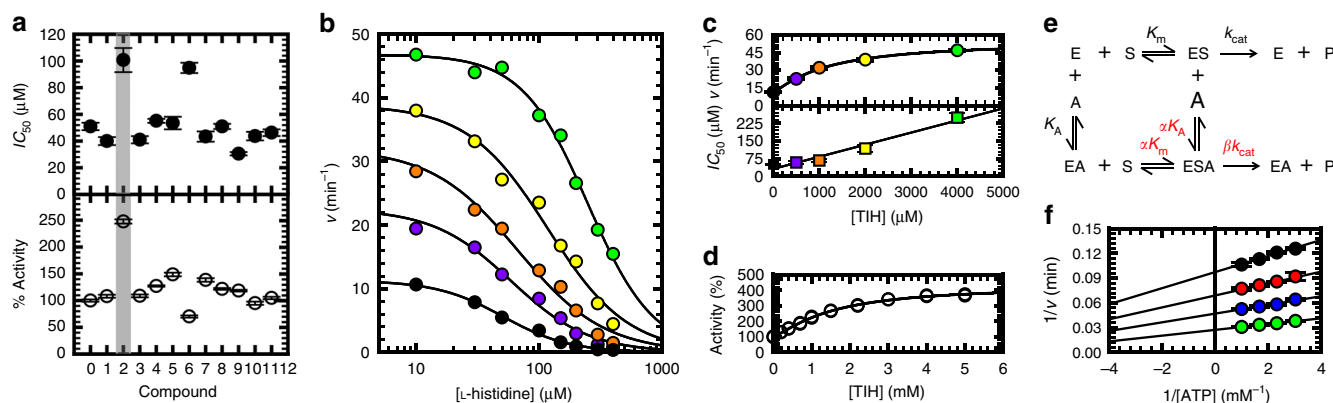 a
120
100
80
60
40
20
0
IC50 (μM)
250
200
150
100
50
0
% Activity
0 1 2 3 4 5 6 7 8 9 10 11 12
Compound
b
50
40
30
20
10
0
v (min−1)
10 100 1000
[L-histidine] (μM)
c
60
45
30
15
0
v (min−1)
225
150
75
0
IC50 (μM)
0 1000 2000 3000 4000 5000
[TIH] (μM)
d
500
400
300
200
100
0
Activity (%)
0 1 2 3 4 5 6
[TIH] (mM)
e
Km kcat
E + S ES E + P
+ +
A A
KA αKA
αKm βkcat
EA + S ESA EA + P
f
0.15
0.12
0.09
0.06
0.03
0.00
1/v (min)
−4 −2 0 2 4
1/[ATP] (mM−1)